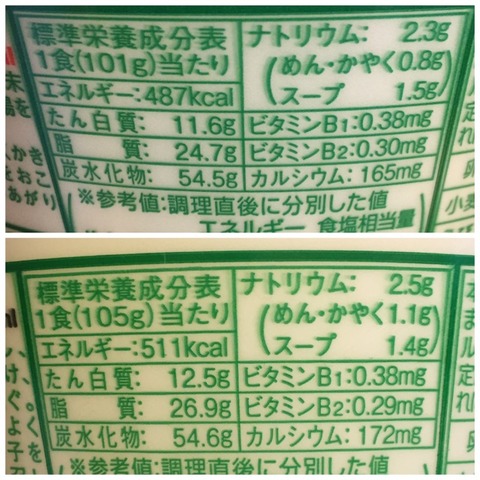 標準栄養成分表
1食(101g)当たり
エネルギー:487kcal
たん白質: 11.6g
脂 質: 24.7g
炭水化物: 54.5g
ナトリウム: 2.3g
(めん・かやく0.8g
スープ 1.5g)
ビタミンB1:0.38mg
ビタミンB2:0.30mg
カルシウム: 165mg
(※参考値:調理直後に分別した値
エネルギー 食塩相当量
標準栄養成分表
1食(105g)当たり
エネルギー:511kcal
たん白質: 12.5g
脂 質: 26.9g
炭水化物: 54.6g
ナトリウム: 2.5g
(めん・かやく1.1g
スープ 1.4g)
ビタミンB1:0.38mg
ビタミンB2:0.29mg
カルシウム: 172mg
(※参考値:調理直後に分別した値